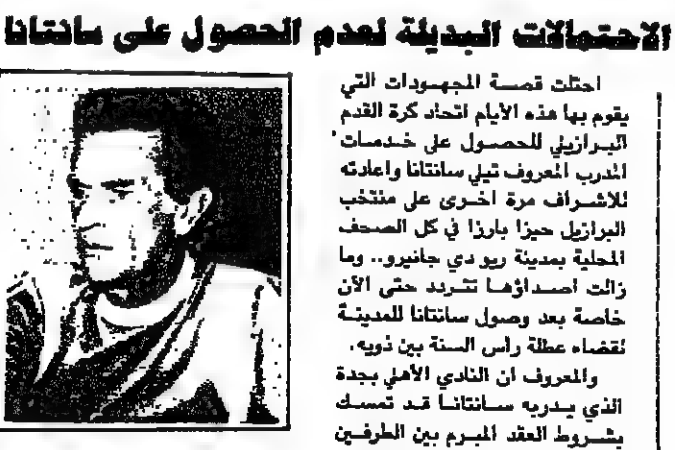 الاحتمالات البديلة لعدم الحصول على سانتانا
احتلت قصة المجهودات التي
يقوم بها هذه الأيام اتحاد كرة القدم
البرازيلي للحصول على خدمات
المدرب المعروف تيلي سانتانا واعادته
للاشراف مرة اخرى على منتخب
البرازيل حيزا بارزا في كل الصحف
المحلية بمدينة ريو دي جانيرو.. وما
زالت اصداؤها تتردد حتى الآن
خاصة بعد وصول سانتانا للمدينة
لقضاء عطلة رأس السنة بين ذويه.
والمعروف ان النادي الأهلي بجدة
الذي يدربه سانتانا قد تمسك
بشروط العقد المبرم بين الطرفين